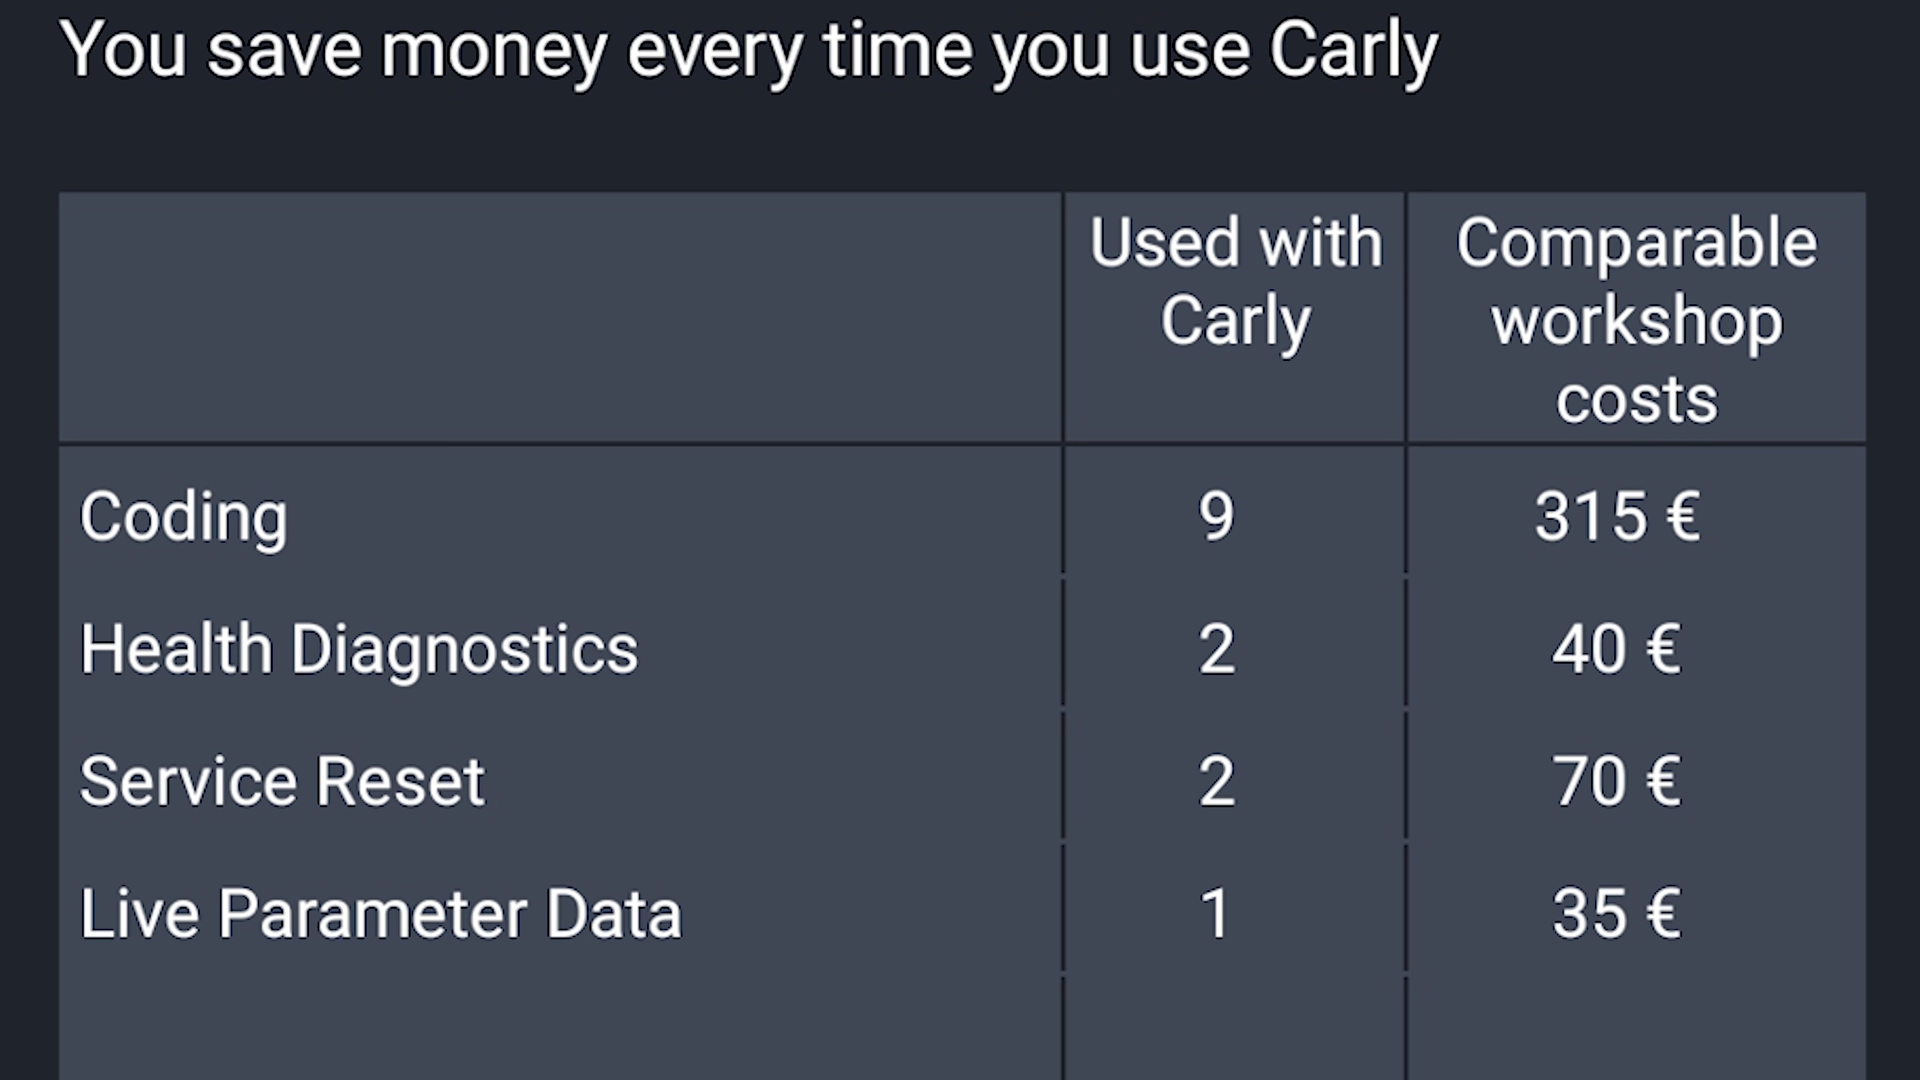 You save money every time you use Carly
Used with Carly
Comparable workshop costs
Coding 9 315 €
Health Diagnostics 2 40 €
Service Reset 2 70 €
Live Parameter Data 1 35 €